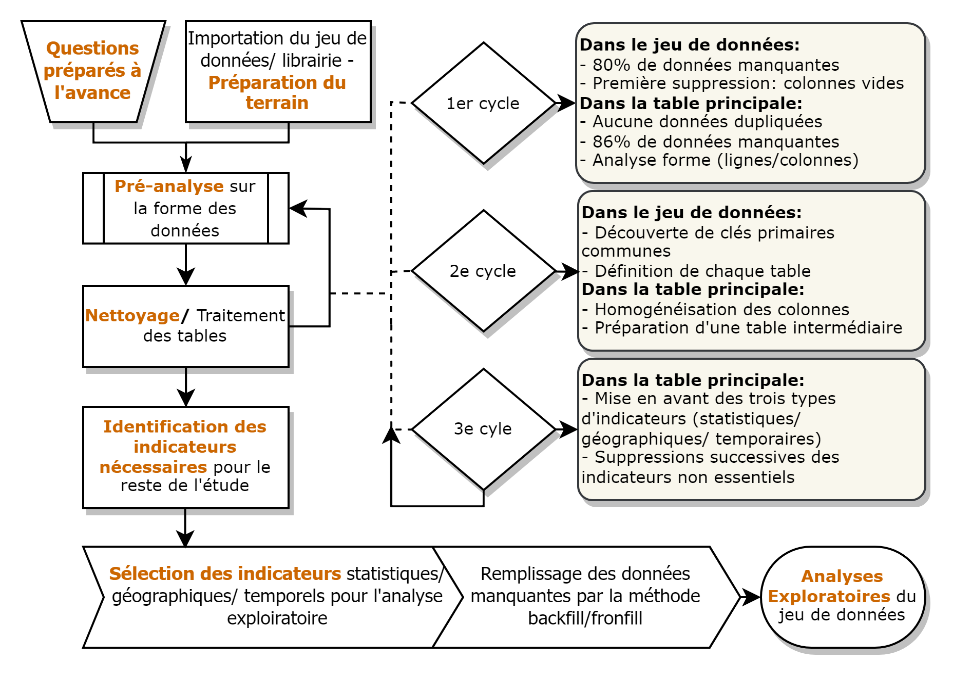 Questions
préparés à
l'avance
Importation du jeu de
données/ librairie -
Préparation du
terrain
Pré-analyse sur
la forme des
données
Nettoyage/ Traitement
des tables
Identification des
indicateurs
nécessaires pour le
reste de l'étude
1er cycle
Dans le jeu de données:
- 80% de données manquantes
- Première suppression: colonnes vides
Dans la table principale:
- Aucune données dupliquées
- 86% de données manquantes
- Analyse forme (lignes/colonnes)
2e cycle
Dans le jeu de données:
- Découverte de clés primaires
communes
- Définition de chaque table
Dans la table principale:
- Homogénéisation des colonnes
- Préparation d'une table intermédiaire
3e cyle
Dans la table principale:
- Mise en avant des trois types
d'indicateurs (statistiques/
géographiques/ temporaires)
- Suppressions successives des
indicateurs non essentiels
Sélection des indicateurs statistiques/
géographiques/ temporels pour l'analyse
exploiratoire
Remplissage des données
manquantes par la méthode
backfill/fronfill
Analyses
Exploratoires du
jeu de données